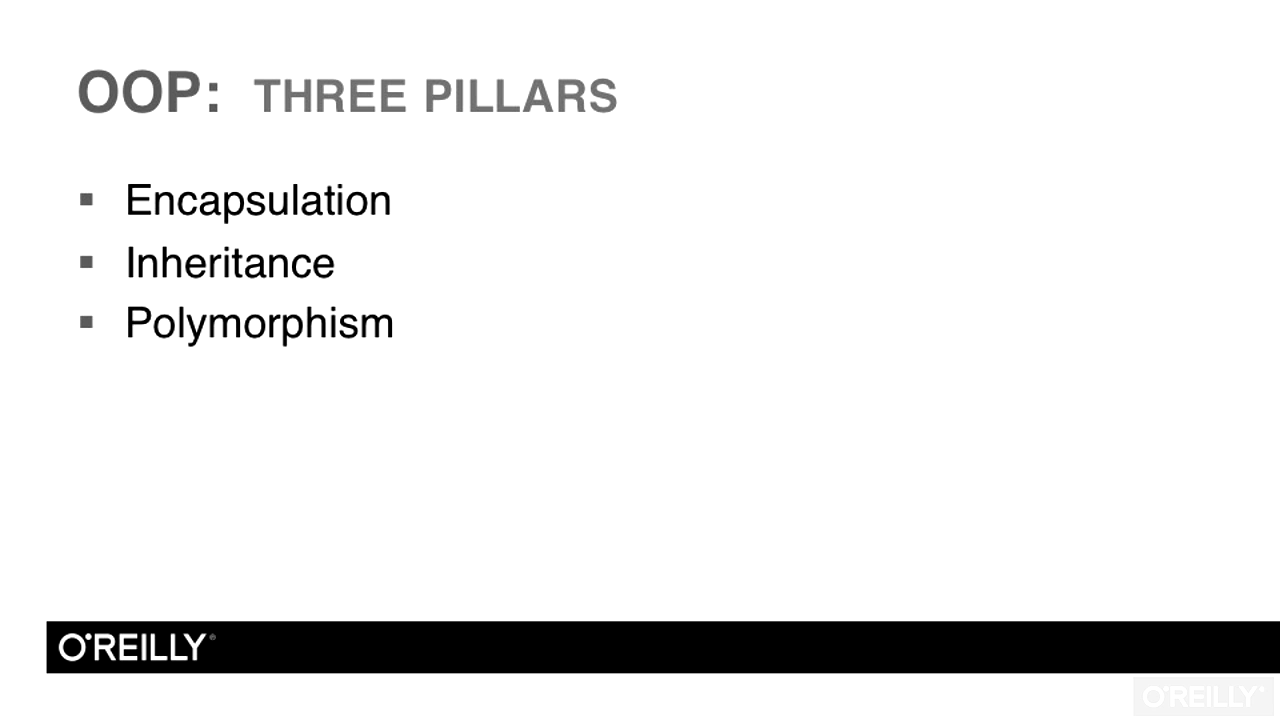 OOP: THREE PILLARS
▪ Encapsulation
▪ Inheritance
▪ Polymorphism
O'REILLY®
O'REILLY®